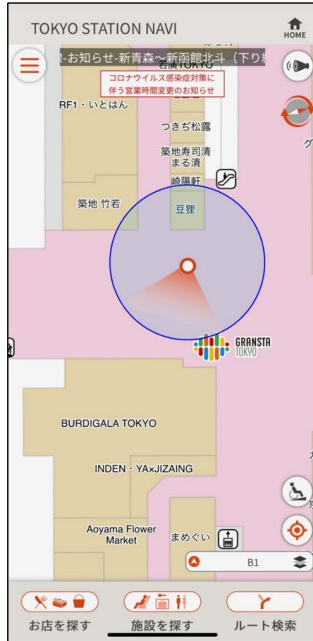 TOKYO STATION NAVI
HOME
お知らせ-新青森~新函館北斗（下り
コロナウイルス感染症対策に
伴う営業時間変更のお知らせ
RF1・いとはん
つきぢ松露
築地寿司清
まる清
崎陽軒
築地 竹若
豆狸
GRANSTA
TOKYO
BURDIGALA TOKYO
INDEN・YA×JIZAING
Aoyama Flower
Market
まめぐい
B1
お店を探す
施設を探す
ルート検索